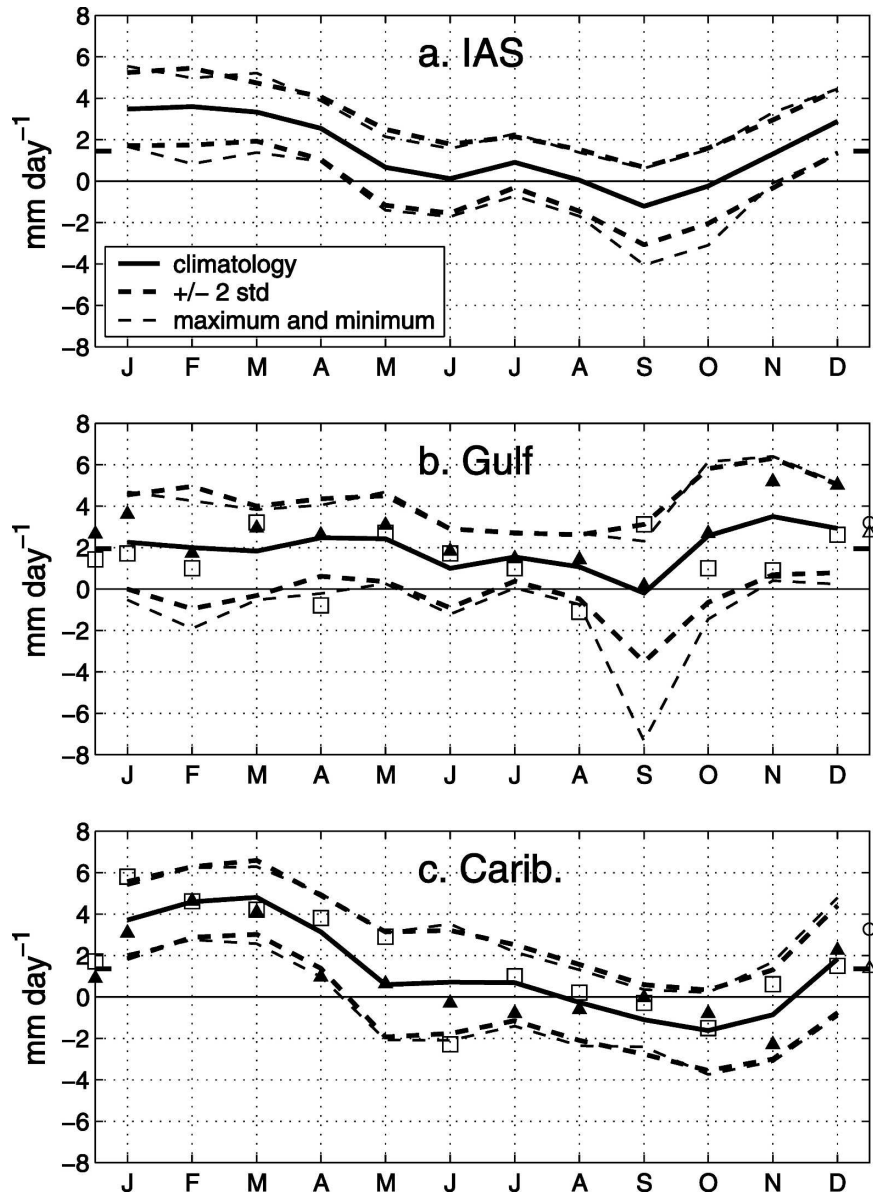 a. IAS
8
6
4
2
0
−2
−4
−6
−8
mm day⁻¹
climatology
+/− 2 std
maximum and minimum
J F M A M J J A S O N D
b. Gulf
8
6
4
2
0
−2
−4
−6
−8
mm day⁻¹
J F M A M J J A S O N D
c. Carib.
8
6
4
2
0
−2
−4
−6
−8
mm day⁻¹
J F M A M J J A S O N D